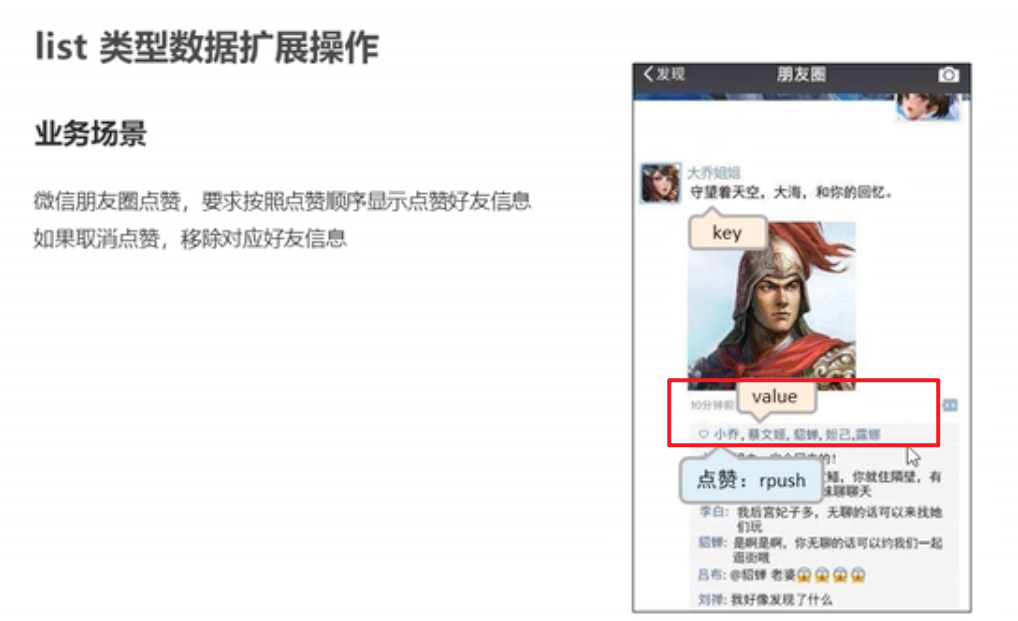 list 类型数据扩展操作
业务场景
微信朋友圈点赞，要求按照点赞顺序显示点赞好友信息
如果取消点赞，移除对应好友信息
发现
朋友圈
大乔姐姐
守望着天空，大海，和你的回忆。
key
value
10分钟前
小乔, 蔡文姬, 貂蝉, 妲己, 露娜
的!
点赞：rpush
你就住隔壁，有
妹聊聊天
李白: 我后宫妃子多，无聊的话可以来找她
们玩
貂蝉: 是啊是啊，你无聊的话可以约我们一起
逛街哦
吕布: @貂蝉 老婆😱😱😱😱
刘禅: 我好像发现了什么